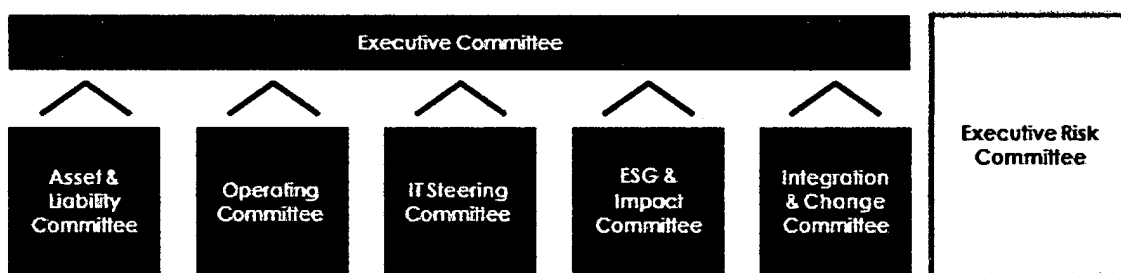 Executive Committee
Asset &
Liability
Committee
Operating
Committee
IT Steering
Committee
ESG &
Impact
Committee
Integration
& Change
Committee
Executive Risk
Committee